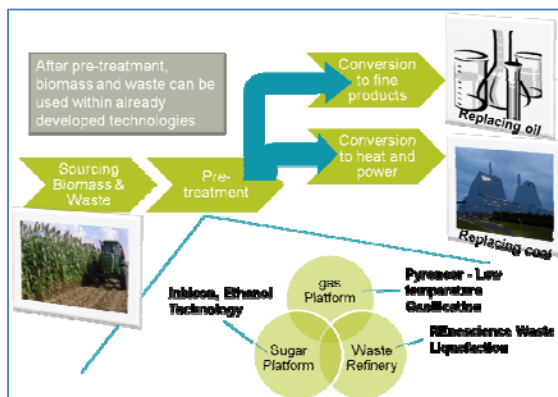 After pre-treatment,
biomass and waste can be
used within already
developed technologies
Conversion
to fine
products
Replacing oil
Sourcing
Biomass &
Waste
Pre-
treatment
Conversion
to heat and
power
Replacing coal
gas
Platform
Pyroneer - Low
temperature
Gasification
Inbicon, Ethanol
Technology
Sugar
Platform
Waste
Refinery
REnescience Waste
Liquefaction